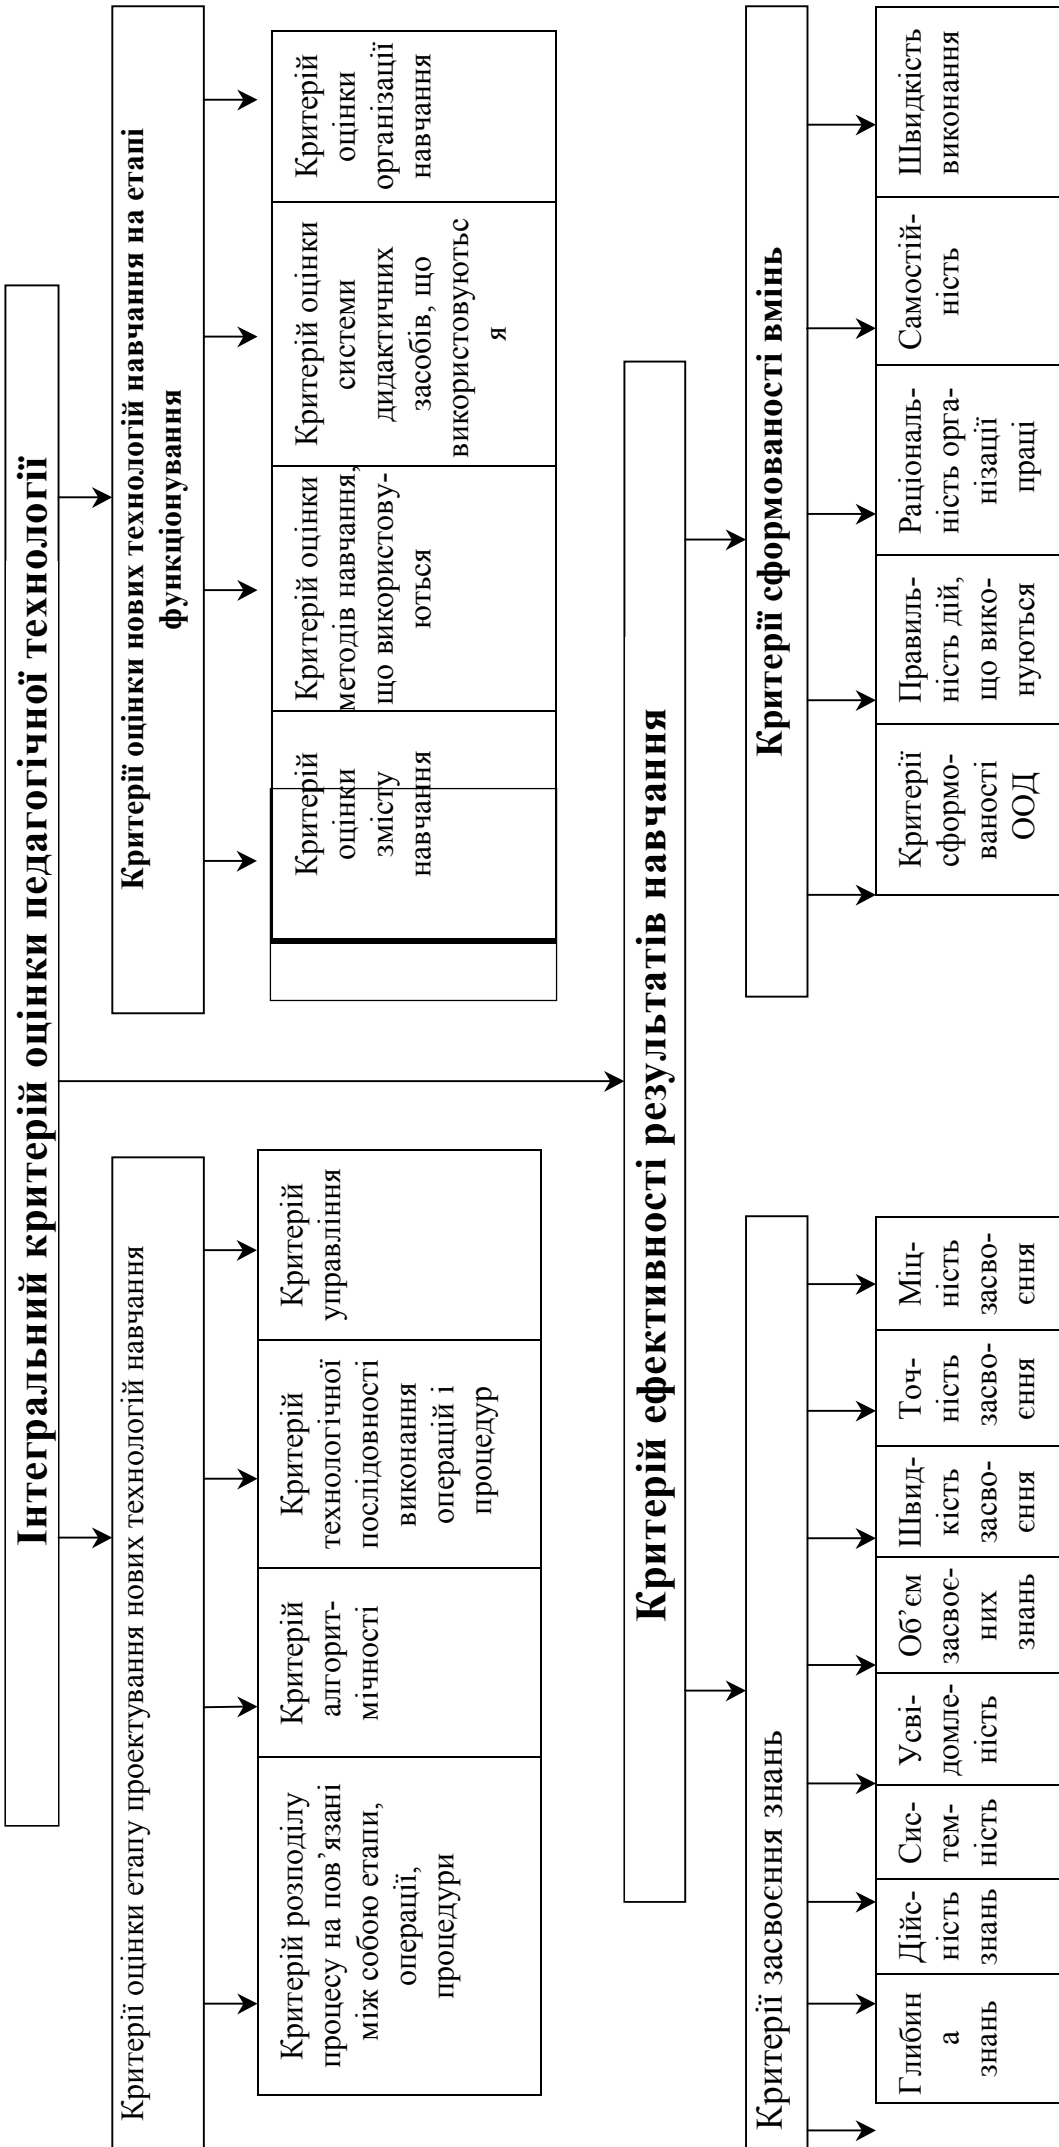 Інтегральний критерій оцінки педагогічної технології
Критерії оцінки етапу проектування нових технологій навчання
Критерій розподілу
процесу на пов’язані
між собою етапи,
операції,
процедури
Критерій
алгорит-
мічності
Критерій
технологічної
послідовності
виконання
операцій і
процедур
Критерій
управління
Критерії оцінки нових технологій навчання на етапі
функціонування
Критерій
оцінки
змісту
навчання
Критерій оцінки
методів навчання,
що використову-
ються
Критерій оцінки
системи
дидактичних
засобів, що
використовуютьс
я
Критерій
оцінки
організації
навчання
Критерій ефективності результатів навчання
Критерії засвоєння знань
Глибин
а
знань
Дійс-
ність
знань
Сис-
тем-
ність
Усві-
домле-
ність
Об’єм
засвоє-
них
знань
Швид-
кість
засво-
єння
Точ-
ність
засво-
єння
Міц-
ність
засво-
єння
Критерії сформованості вмінь
Критерії
сформо-
ваності
ООД
Правиль-
ність дій,
що вико-
нуються
Раціональ-
ність орга-
нізації
праці
Самостій-
ність
Швидкість
виконання